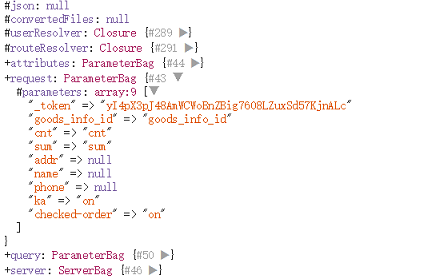 #json: null
#convertedFiles: null
#userResolver: Closure {#289 ▶}
#routeResolver: Closure {#291 ▶}
+attributes: ParameterBag {#44 ▶}
+request: ParameterBag {#43 ▼
#parameters: array:9 [▼
"_token" => "yI4pX3pJ48AmWCWoEnZBig7608LZuxSd57KjnALc"
"goods_info_id" => "goods_info_id"
"cnt" => "cnt"
"sum" => "sum"
"addr" => null
"name" => null
"phone" => null
"ka" => "on"
"checked-order" => "on"
]
}
+query: ParameterBag {#50 ▶}
+server: ServerBag {#46 ▶}